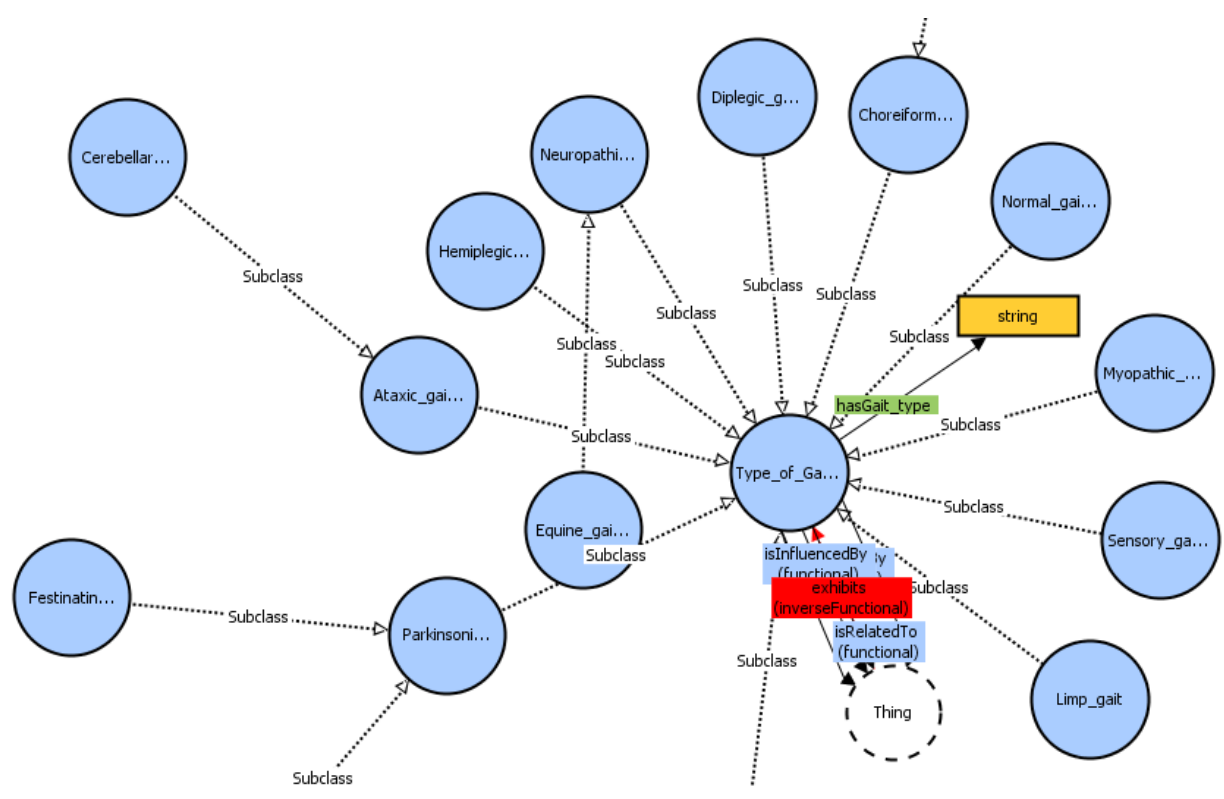 Diplegic_g...
Choreiform...
Cerebellar...
Neuropathi...
Normal_gai...
Hemiplegic...
Subclass
Subclass
Subclass
Subclass
string
Subclass
Subclass
Subclass
Myopathic_...
Ataxic_gai...
hasGait_type
Subclass
Subclass
Type_of_Ga...
Subclass
Equine_gai...
Sensory_ga...
Subclass
isInfluencedBy
(functional)
By
exhibits
(inverseFunctional)
Subclass
Festinatin...
Subclass
Parkinsoni...
isRelatedTo
(functional)
Subclass
Limp_gait
Thing
Subclass